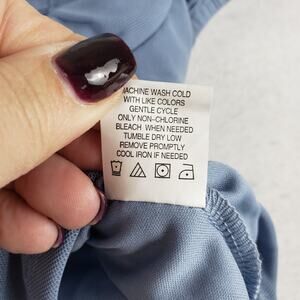 MACHINE WASH COLD
WITH LIKE COLORS
GENTLE CYCLE
ONLY NON-CHLORINE
BLEACH WHEN NEEDED
TUMBLE DRY LOW
REMOVE PROMPTLY
COOL IRON IF NEEDED